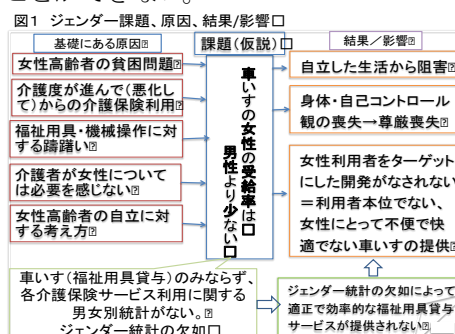 図1 ジェンダー課題、原因、結果/影響
基礎にある原因
課題(仮説)
結果／影響
女性高齢者の貧困問題
介護度が進んで(悪化し
て)からの介護保険利用
福祉用具・機械操作に対
する躊躇い
介護者が女性について
は必要を感じない
女性高齢者の自立に対
する考え方
車いすの女性の受給率は
男性より少ない
自立した生活から阻害
身体・自己コントロール
観の喪失→尊厳喪失
女性利用者をターゲット
にした開発がなされない
＝利用者本位でない、
女性にとって不便で快
適でない車いすの提供
車いす(福祉用具貸与)のみならず、
各介護保険サービス利用に関する
男女別統計がない。
ジェンダー統計の欠如
ジェンダー統計の欠如によって
適正で効率的な福祉用具貸与
サービスが提供されない